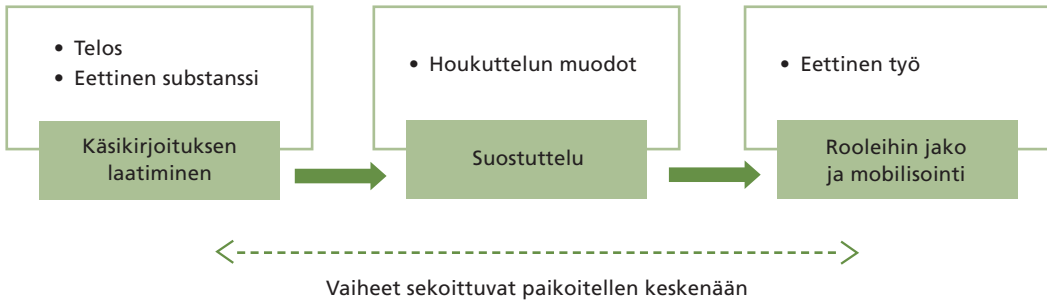 • Telos
• Eettinen substanssi
Käsikirjoituksen
laatiminen
• Houkuttelun muodot
Suostuttelu
• Eettinen työ
Rooleihin jako
ja mobilisointi
Vaiheet sekoittuvat paikoitellen keskenään